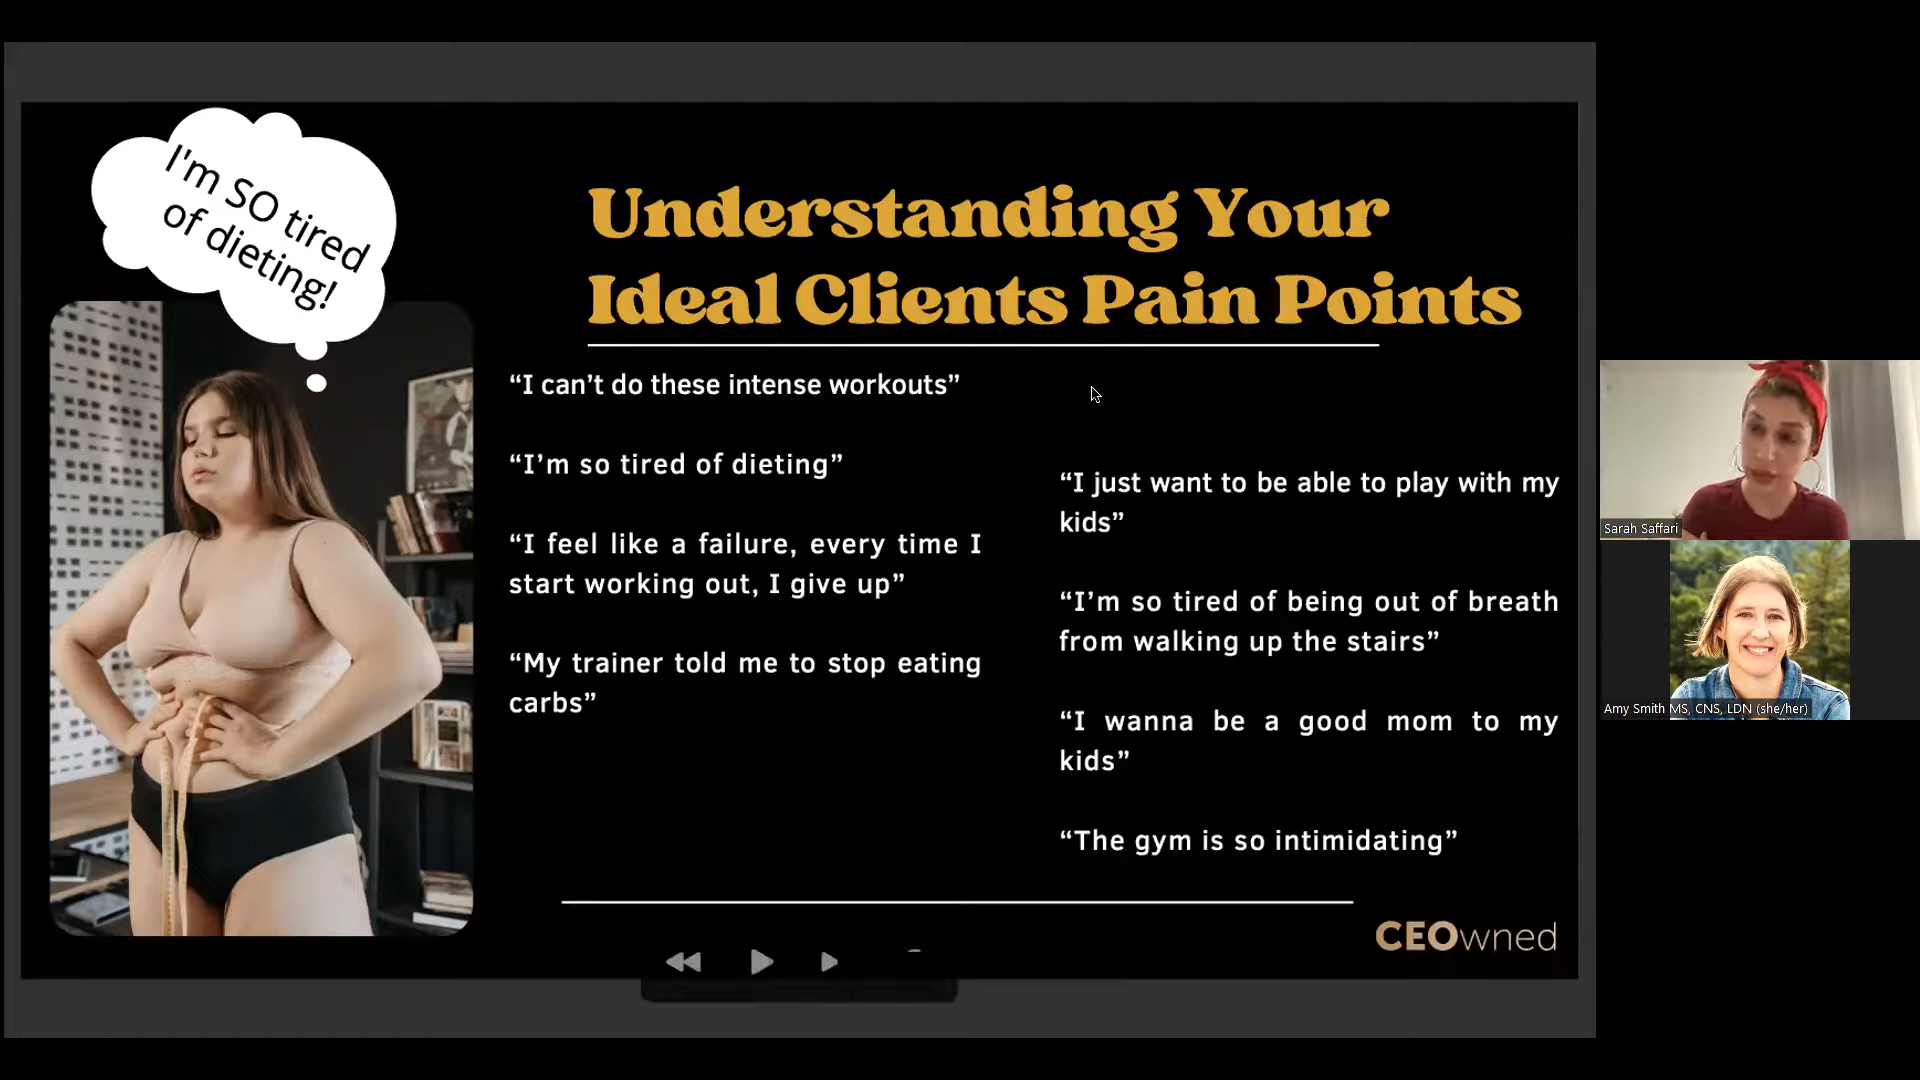 I'm SO tired
of dieting!
Understanding Your
Ideal Clients Pain Points
“I can’t do these intense workouts”
“I’m so tired of dieting”
“I feel like a failure, every time I
start working out, I give up”
“My trainer told me to stop eating
carbs”
“I just want to be able to play with my
kids”
“I’m so tired of being out of breath
from walking up the stairs”
“I wanna be a good mom to my
kids”
“The gym is so intimidating”
CEOwned
Sarah Saffari
Amy Smith MS, CNS, LDN (she/her)